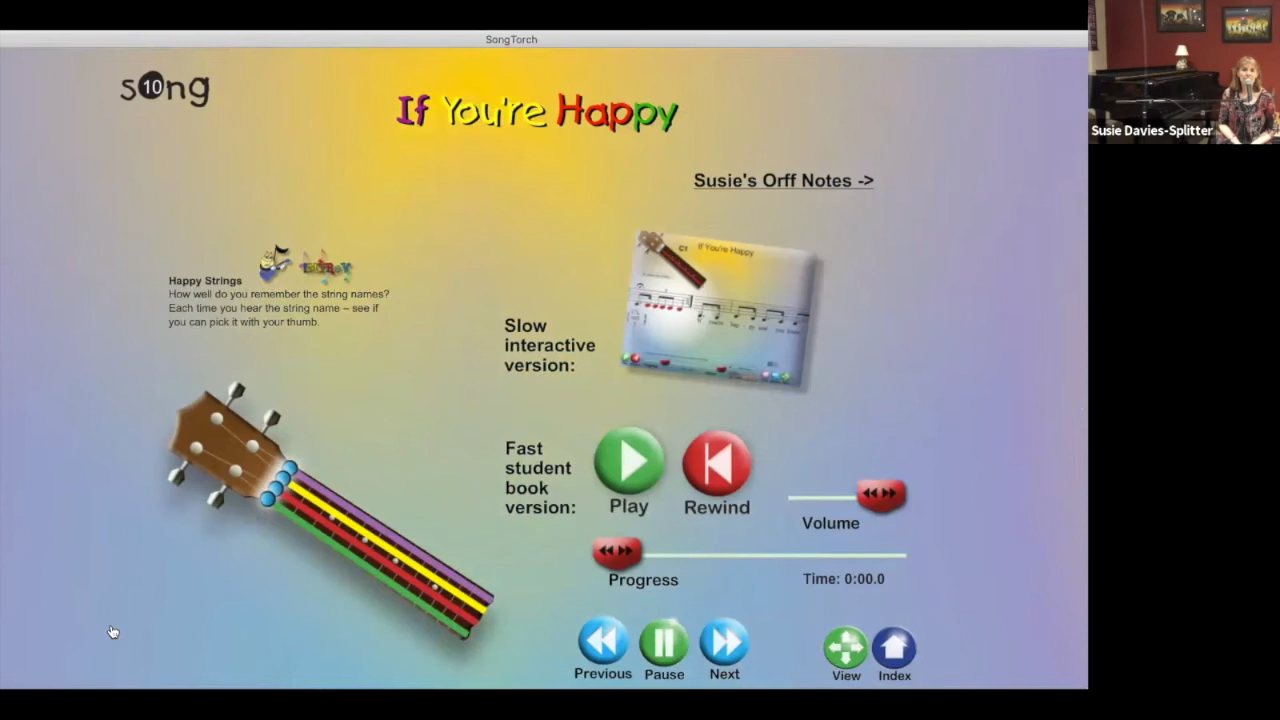 SongTorch
song
10
If You're Happy
Susie Davies-Splitter
Susie's Orff Notes ->
Happy Strings
How well do you remember the string names?
Each time you hear the string name – see if
you can pick it with your thumb.
C1 If You're Happy
Slow
interactive
version:
Fast
student
book
version:
Play
Rewind
Volume
Progress
Time: 0:00.0
Previous
Pause
Next
View
Index